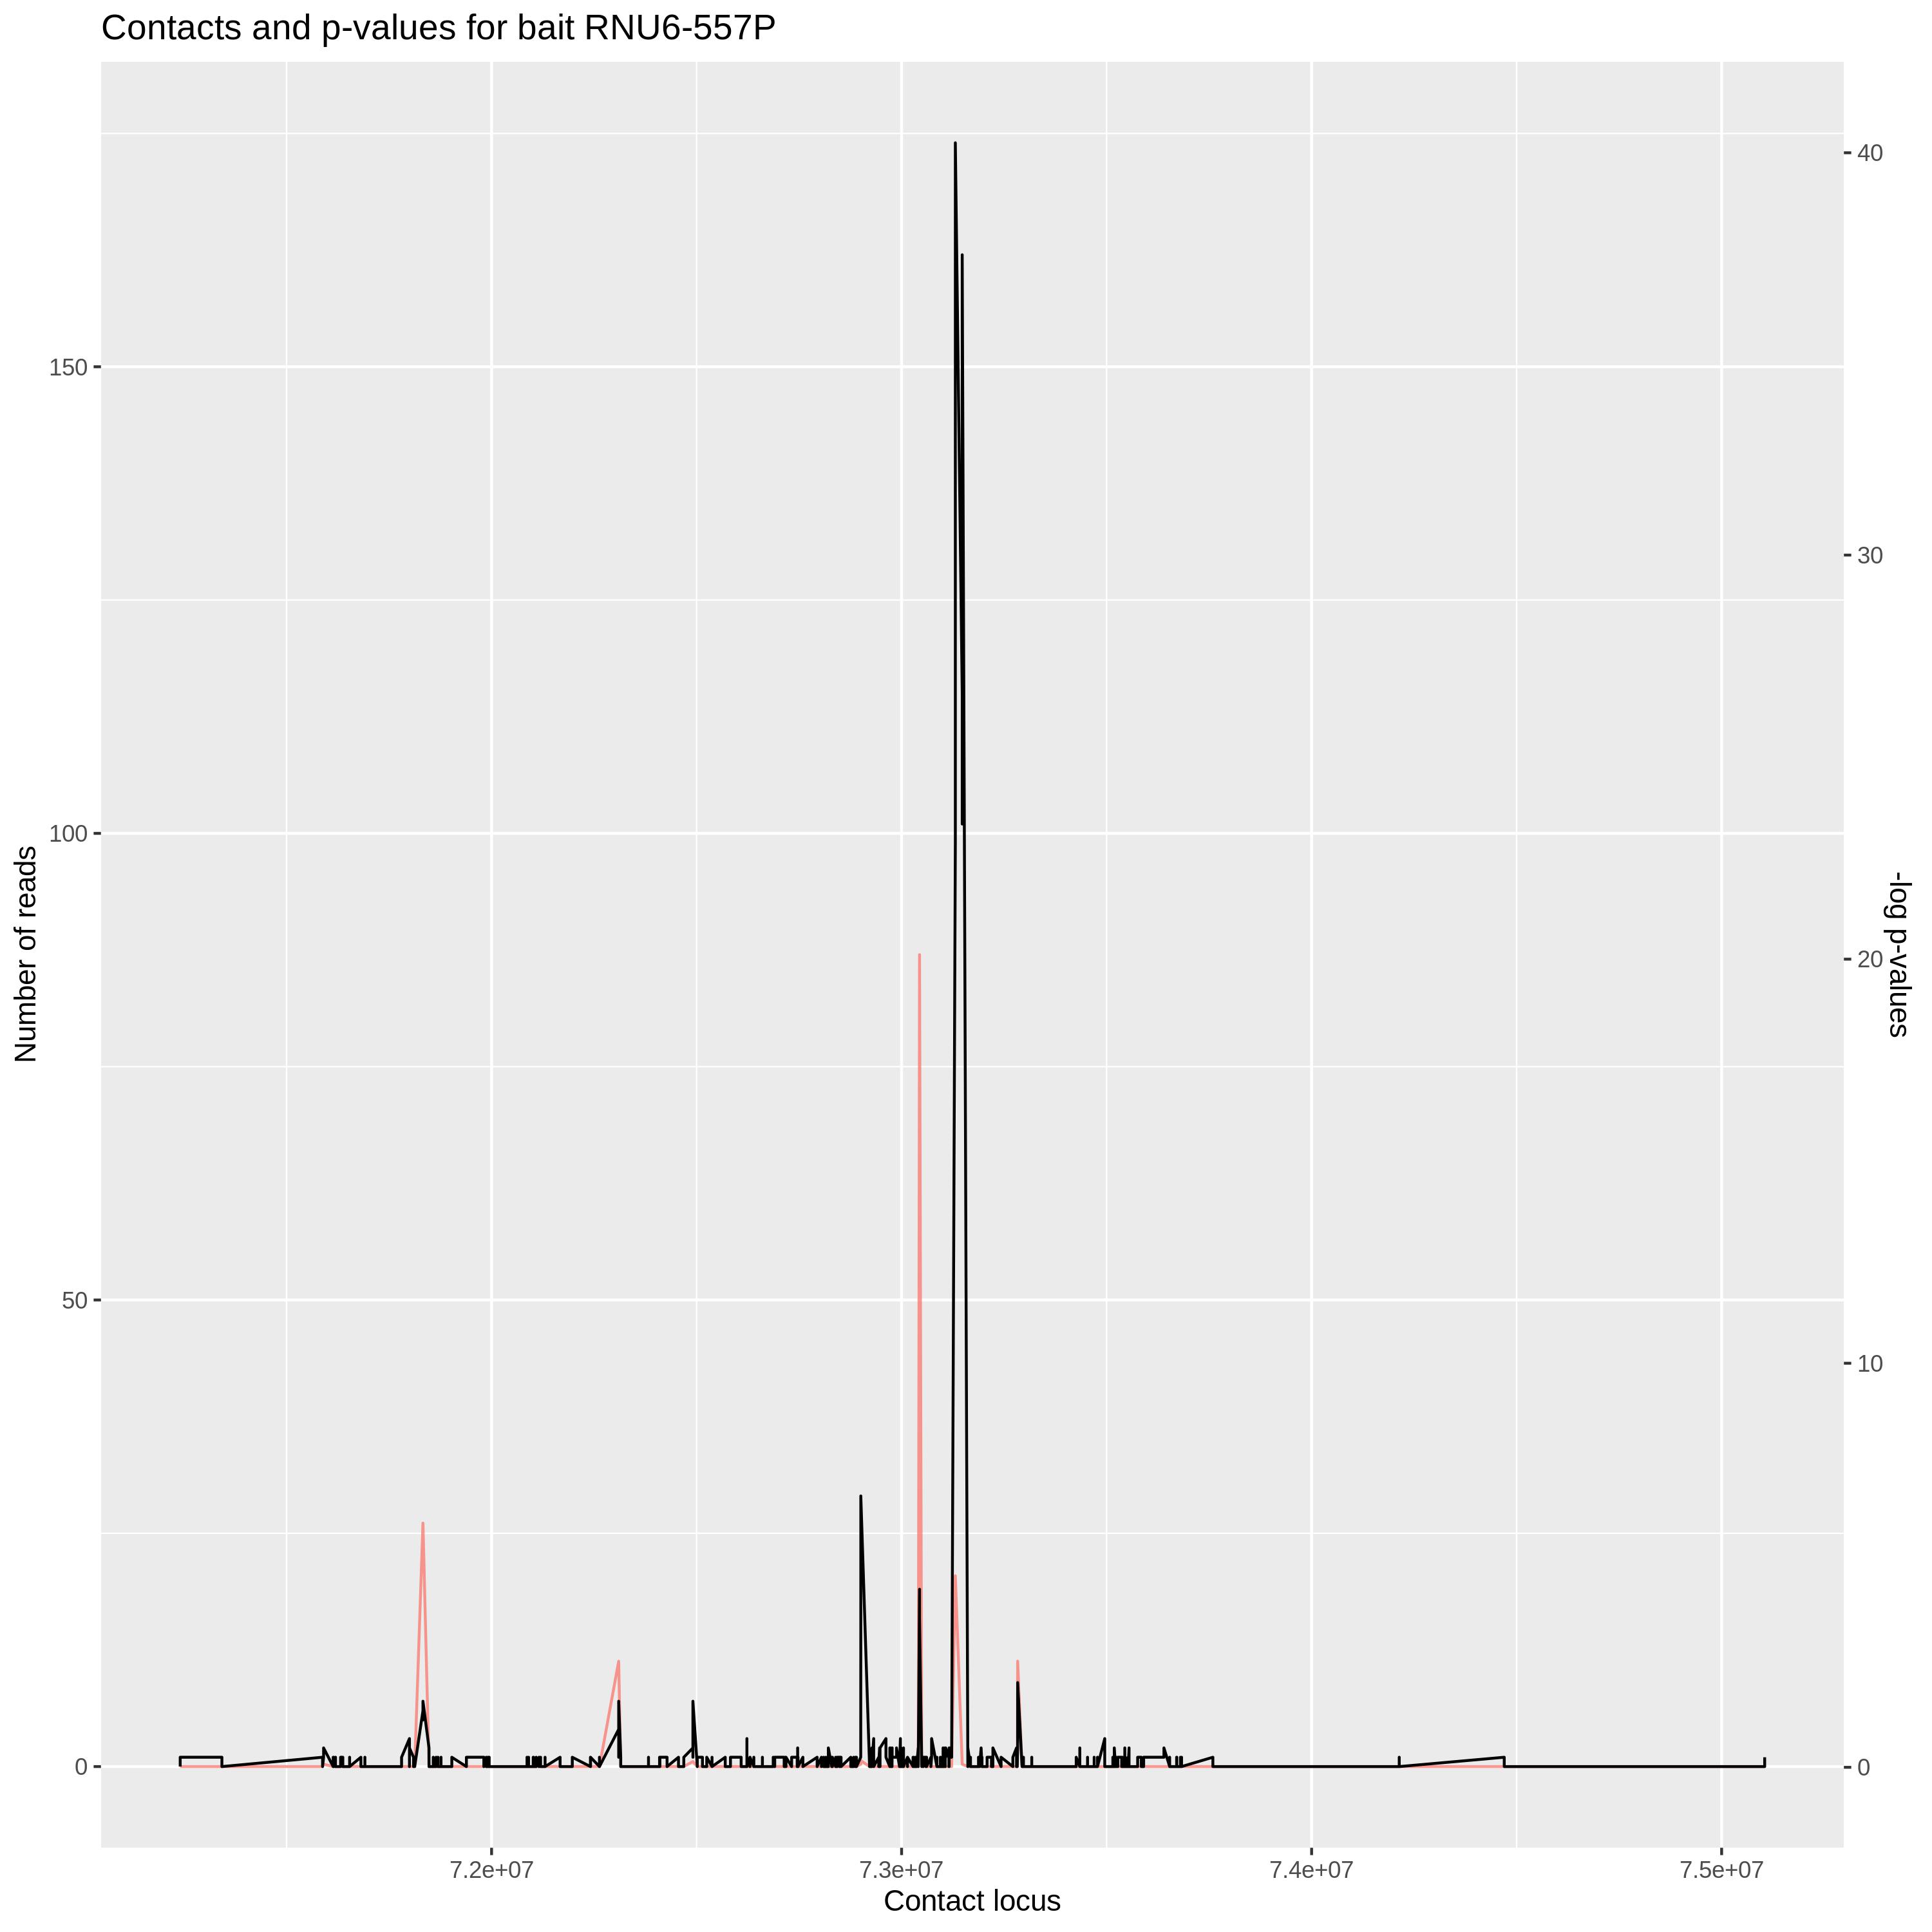 Contacts and p-values for bait RNU6-557P
150
100
50
0
Number of reads
40
30
20
10
0
-log p-values
7.2e+07
7.3e+07
7.4e+07
7.5e+07
Contact locus